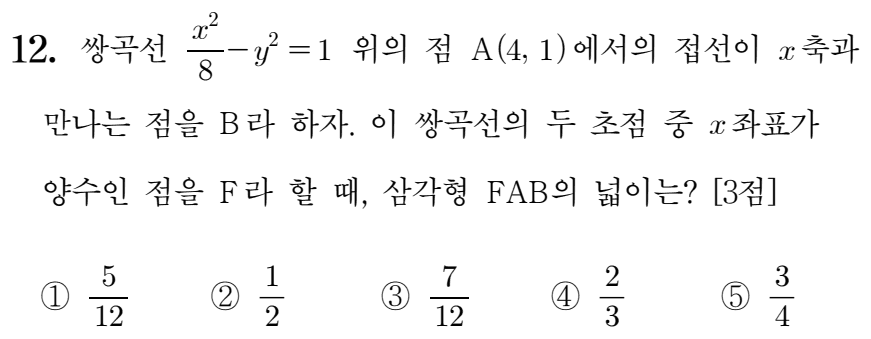 12. 쌍곡선 x²/8 − y² = 1 위의 점 A(4, 1)에서의 접선이 x축과
만나는 점을 B라 하자. 이 쌍곡선의 두 초점 중 x좌표가
양수인 점을 F라 할 때, 삼각형 FAB의 넓이는? [3점]
① 5/12 ② 1/2 ③ 7/12 ④ 2/3 ⑤ 3/4